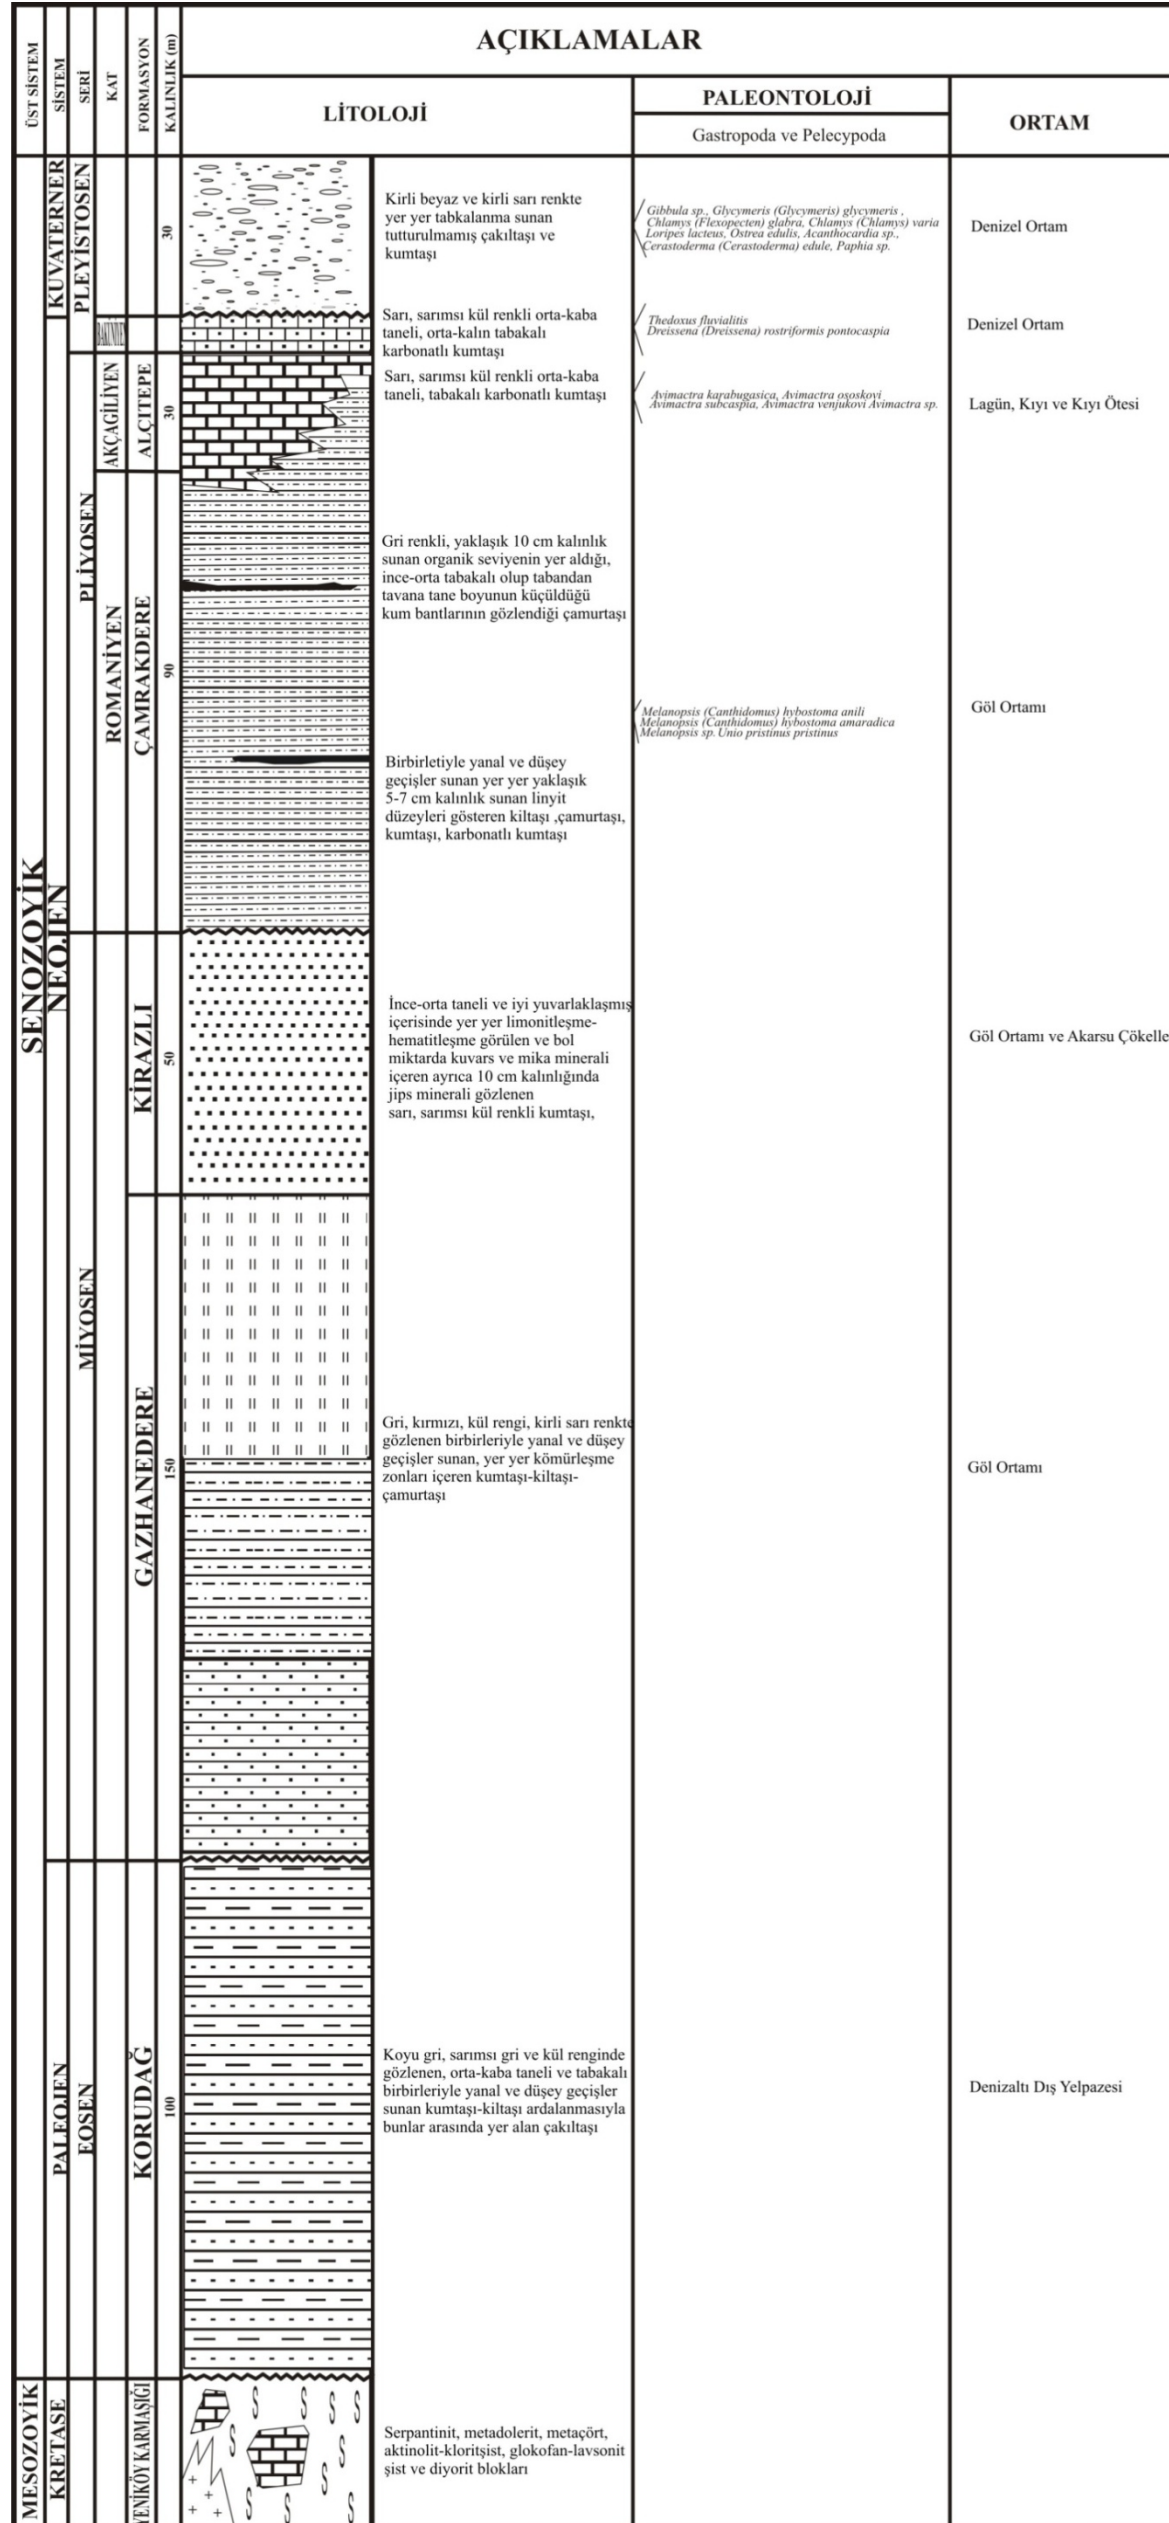 AÇIKLAMALAR
ÜST SİSTEM
SİSTEM
SERİ
KAT
FORMASYON
KALINLIK (m)
LİTOLOJİ
PALEONTOLOJİ
Gastropoda ve Pelecypoda
ORTAM
SENOZOYİK
KUVATERNER
PLEYİSTOSEN
30
Kirli beyaz ve kirli sarı renkte
yer yer tabkalanma sunan
tutturulmamış çakıltaşı ve
kumtaşı
Gibbula sp., Glycymeris (Glycymeris) glycymeris ,
Chlamys (Flexopecten) glabra, Chlamys (Chlamys) varia
Loripes lacteus, Ostrea edulis, Acanthocardia sp.,
Cerastoderma (Cerastoderma) edule, Paphia sp.
Denizel Ortam
BAKÜNİYEN
Sarı, sarımsı kül renkli orta-kaba
taneli, orta-kalın tabakalı
karbonatlı kumtaşı
Thedoxus fluvialitis
Dreissena (Dreissena) rostriformis pontocaspia
Denizel Ortam
NEOJEN
PLİYOSEN
AKÇAGİLİYEN
ALÇITEPE
30
Sarı, sarımsı kül renkli orta-kaba
taneli, tabakalı karbonatlı kumtaşı
Avimactra karabugasica, Avimactra ososkovi
Avimactra subcaspia, Avimactra venjukovi Avimactra sp.
Lagün, Kıyı ve Kıyı Ötesi
ROMANİYEN
ÇAMRAKDERE
90
Gri renkli, yaklaşık 10 cm kalınlık
sunan organik seviyenin yer aldığı,
ince-orta tabakalı olup tabandan
tavana tane boyunun küçüldüğü
kum bantlarının gözlendiği çamurtaşı
Melanopsis (Canthidomus) hybostoma anili
Melanopsis (Canthidomus) hybostoma amaradica
Melanopsis sp. Unio pristinus pristinus
Göl Ortamı
Birbirletiyle yanal ve düşey
geçişler sunan yer yer yaklaşık
5-7 cm kalınlık sunan linyit
düzeyleri gösteren kiltaşı ,çamurtaşı,
kumtaşı, karbonatlı kumtaşı
MİYOSEN
KİRAZLI
50
İnce-orta taneli ve iyi yuvarlaklaşmış
içerisinde yer yer limonitleşme-
hematitleşme görülen ve bol
miktarda kuvars ve mika minerali
içeren ayrıca 10 cm kalınlığında
jips minerali gözlenen
sarı, sarımsı kül renkli kumtaşı,
Göl Ortamı ve Akarsu Çökelle
GAZHANEDERE
150
Gri, kırmızı, kül rengi, kirli sarı renkte
gözlenen birbirleriyle yanal ve düşey
geçişler sunan, yer yer kömürleşme
zonları içeren kumtaşı-kiltaşı-
çamurtaşı
Göl Ortamı
PALEOJEN
EOSEN
KORUDAĞ
100
Koyu gri, sarımsı gri ve kül renginde
gözlenen, orta-kaba taneli ve tabakalı
birbirleriyle yanal ve düşey geçişler
sunan kumtaşı-kiltaşı ardalanmasıyla
bunlar arasında yer alan çakıltaşı
Denizaltı Dış Yelpazesi
MESOZOYİK
KRETASE
YENİKÖY KARMAŞIĞI
Serpantinit, metadolerit, metaçört,
aktinolit-kloritşist, glokofan-lavsonit
şist ve diyorit blokları